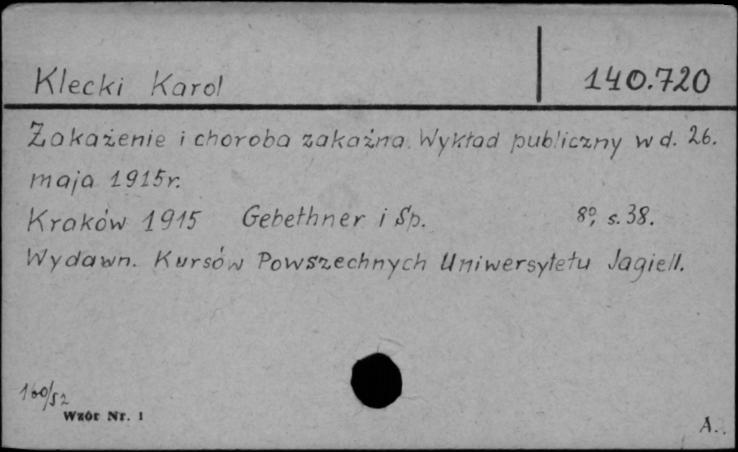 Klecki Karol 140.720
Zakażenie i choroba zakaźna. Wykład publiczny w d. 26.
maja 1915r.
Kraków 1915 Gebethner i Sp. 8°, s. 38.
Wydawn. Kursów Powszechnych Uniwersytetu Jagiell.
160/52
Wzór Nr. 1
A.